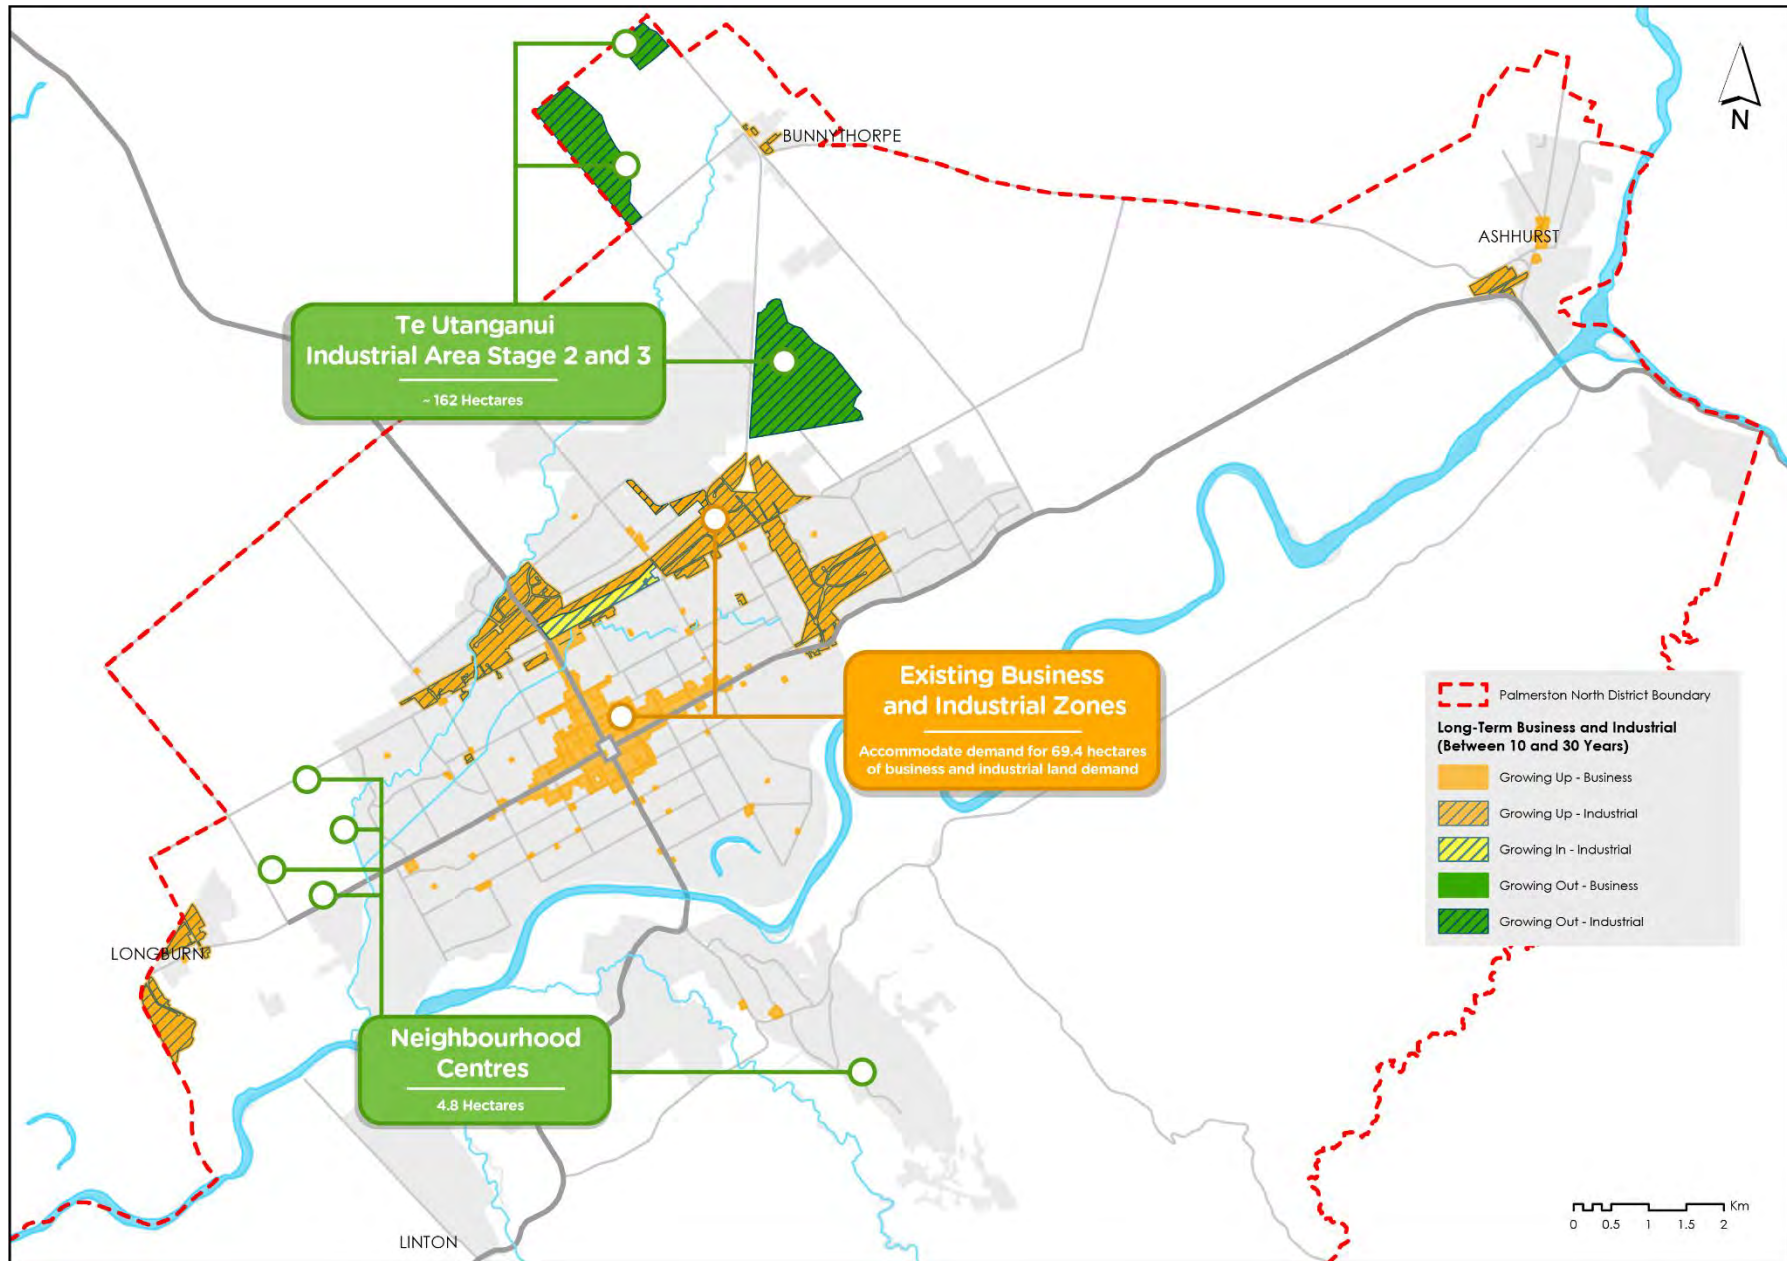 N
BUNNYTHORPE
ASHHURST
Te Utanganui
Industrial Area Stage 2 and 3
~ 162 Hectares
Existing Business
and Industrial Zones
Accommodate demand for 69.4 hectares
of business and industrial land demand
Palmerston North District Boundary
Long-Term Business and Industrial
(Between 10 and 30 Years)
Growing Up - Business
Growing Up - Industrial
Growing In - Industrial
Growing Out - Business
Growing Out - Industrial
LONGBURN
Neighbourhood
Centres
4.8 Hectares
LINTON
Km
0 0.5 1 1.5 2